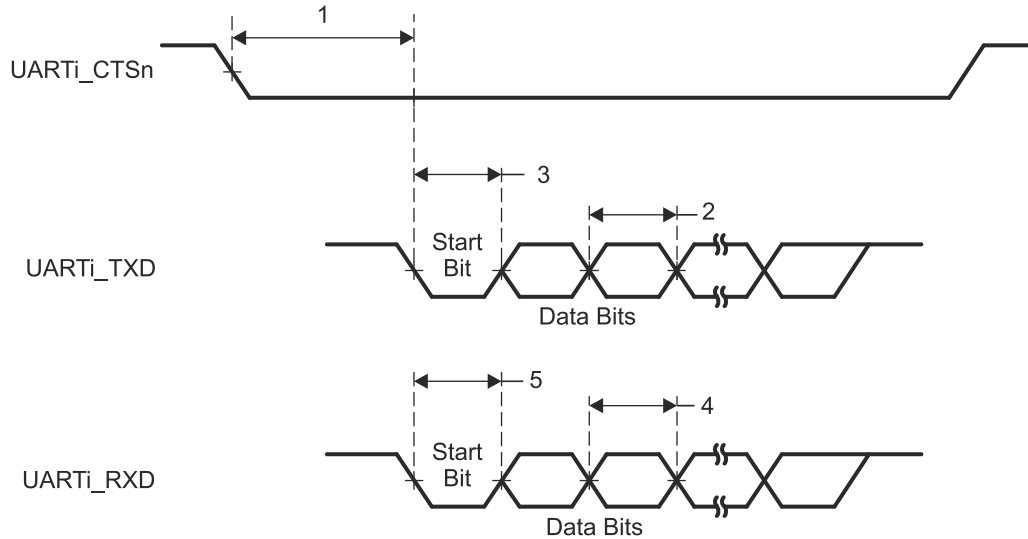 1
UARTi_CTSn
3
2
Start
Bit
UARTi_TXD
Data Bits
5
4
Start
Bit
UARTi_RXD
Data Bits